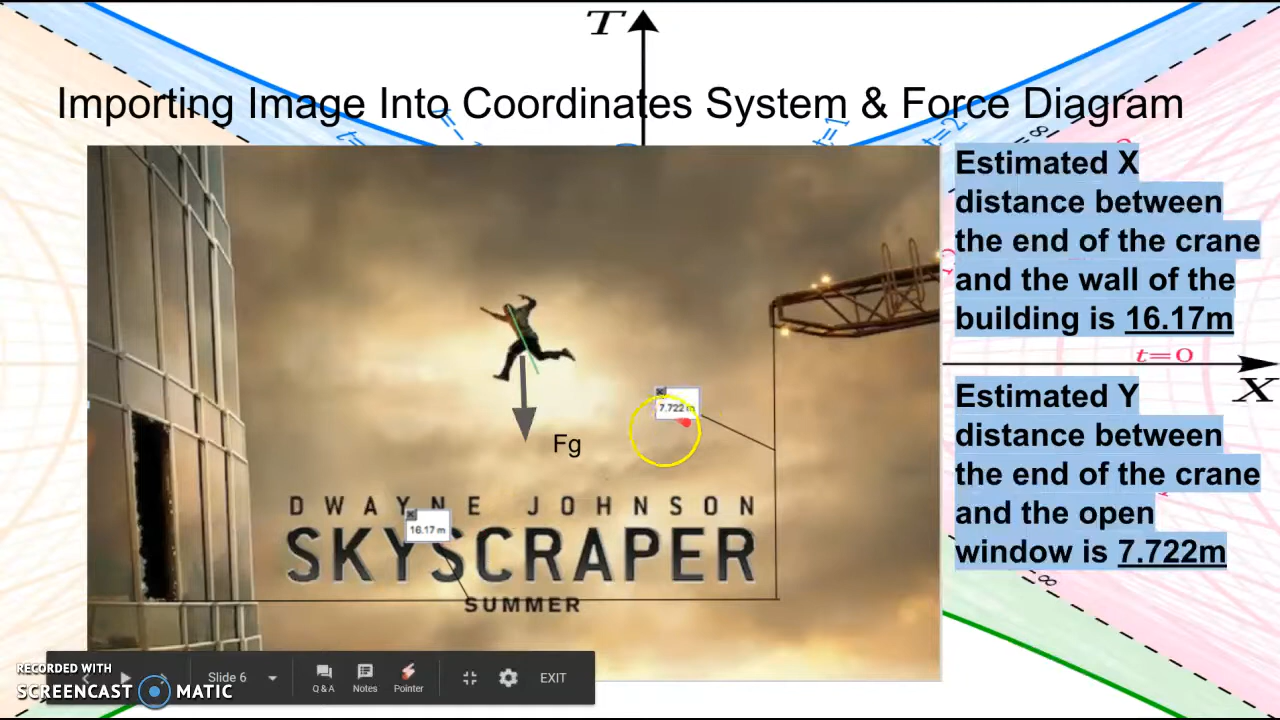 T
Importing Image Into Coordinates System & Force Diagram
t=1
t=2
∞
Estimated X
distance between
the end of the crane
and the wall of the
building is 16.17m
t=0
X
Estimated Y
distance between
the end of the crane
and the open
window is 7.722m
∞
7.722 m
Fg
DWAYNE JOHNSON
16.17 m
SKYSCRAPER
SUMMER
RECORDED WITH
SCREENCAST MATIC
Slide 6
Q & A
Notes
Pointer
EXIT